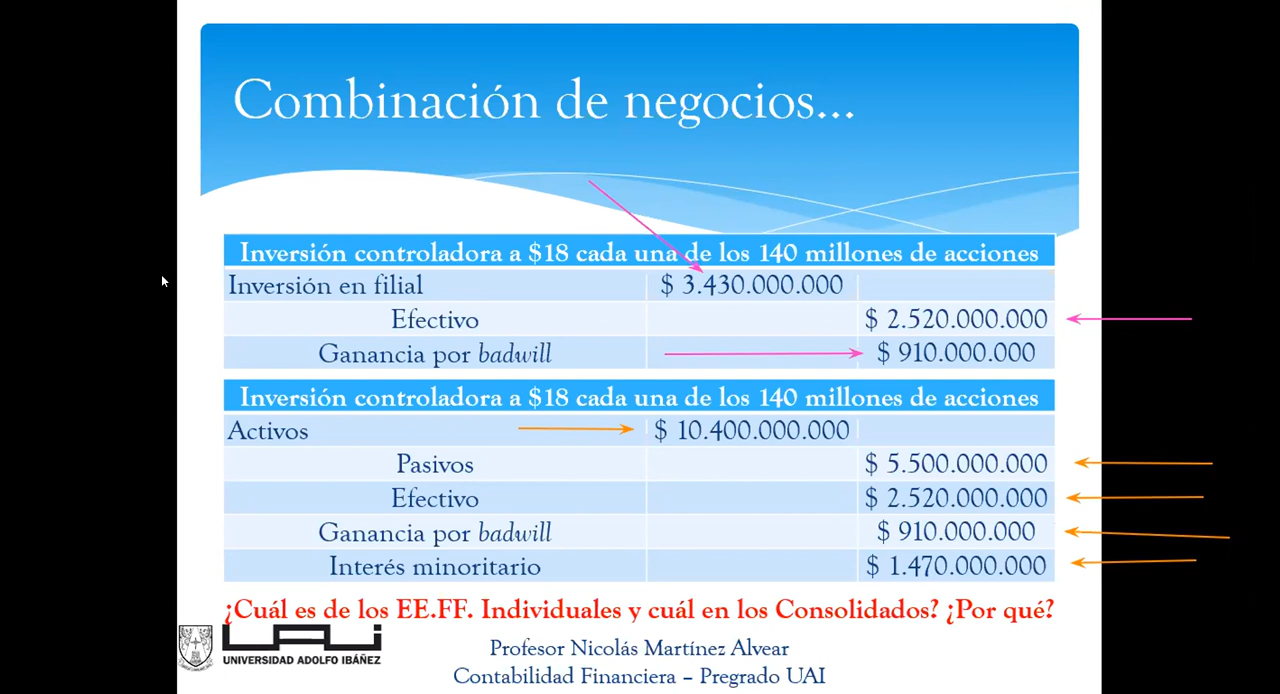 Combinación de negocios...
Inversión controladora a $18 cada una de los 140 millones de acciones
Inversión en filial $ 3.430.000.000
Efectivo $ 2.520.000.000
Ganancia por badwill $ 910.000.000
Inversión controladora a $18 cada una de los 140 millones de acciones
Activos $ 10.400.000.000
Pasivos $ 5.500.000.000
Efectivo $ 2.520.000.000
Ganancia por badwill $ 910.000.000
Interés minoritario $ 1.470.000.000
¿Cuál es de los EE.FF. Individuales y cuál en los Consolidados? ¿Por qué?
UAI
UNIVERSIDAD ADOLFO IBÁÑEZ
Profesor Nicolás Martínez Alvear
Contabilidad Financiera – Pregrado UAI